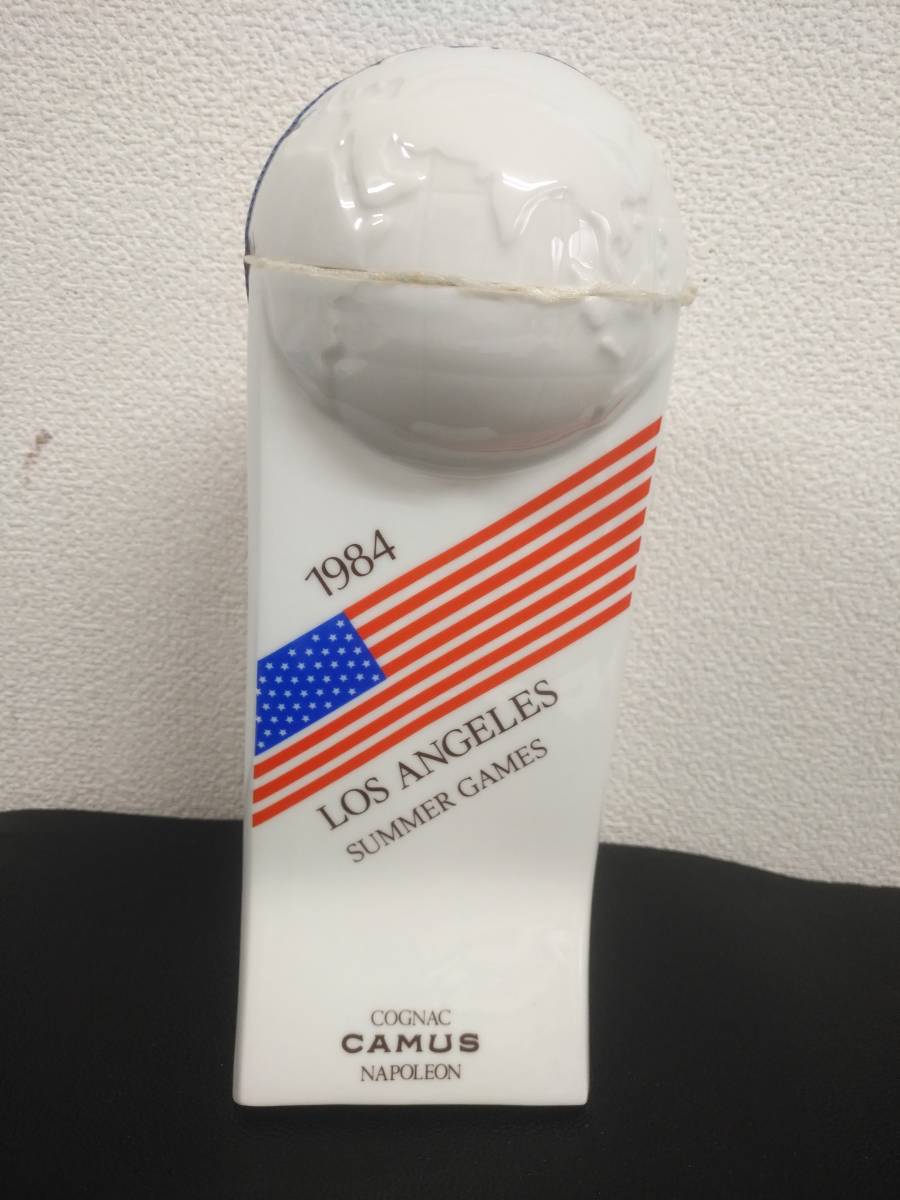 1984
LOS ANGELES
SUMMER GAMES
COGNAC
CAMUS
NAPOLEON